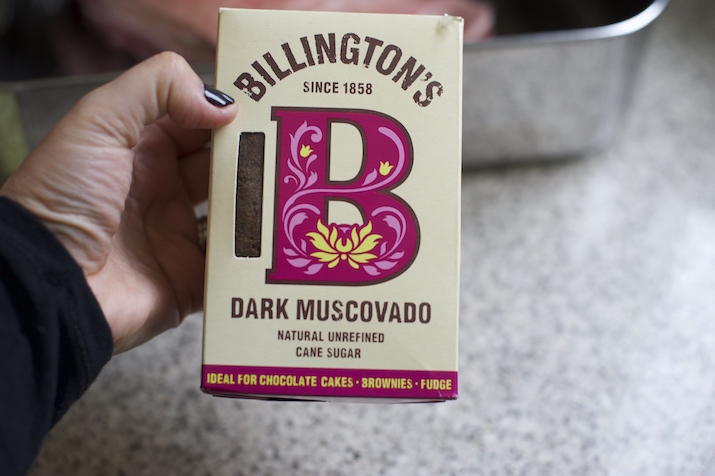 BILLINGTON'S
SINCE 1858
B
DARK MUSCOVADO
NATURAL UNREFINED
CANE SUGAR
IDEAL FOR CHOCOLATE CAKES · BROWNIES · FUDGE